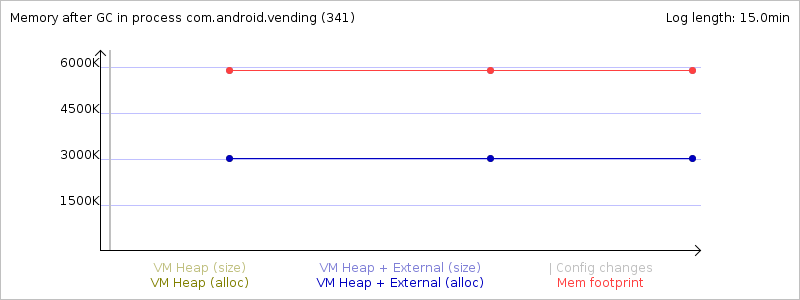 Memory after GC in process com.android.vending (341) Log length: 15.0min
6000K
4500K
3000K
1500K
VM Heap (size) VM Heap + External (size) | Config changes
VM Heap (alloc) VM Heap + External (alloc) Mem footprint